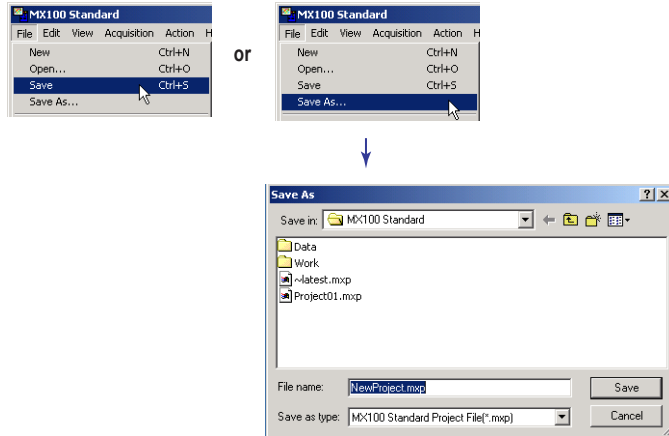 MX100 Standard
File Edit View Acquisition Action H
New Ctrl+N
Open... Ctrl+O
Save Ctrl+S
Save As...
or
MX100 Standard
File Edit View Acquisition Action H
New Ctrl+N
Open... Ctrl+O
Save Ctrl+S
Save As...
Save As
Save in: MX100 Standard
Data
Work
~latest.mxp
Project01.mxp
File name: NewProject.mxp Save
Save as type: MX100 Standard Project File(*.mxp) Cancel